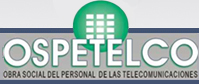 OSPETELCO
OBRA SOCIAL DEL PERSONAL DE LAS TELECOMUNICACIONES